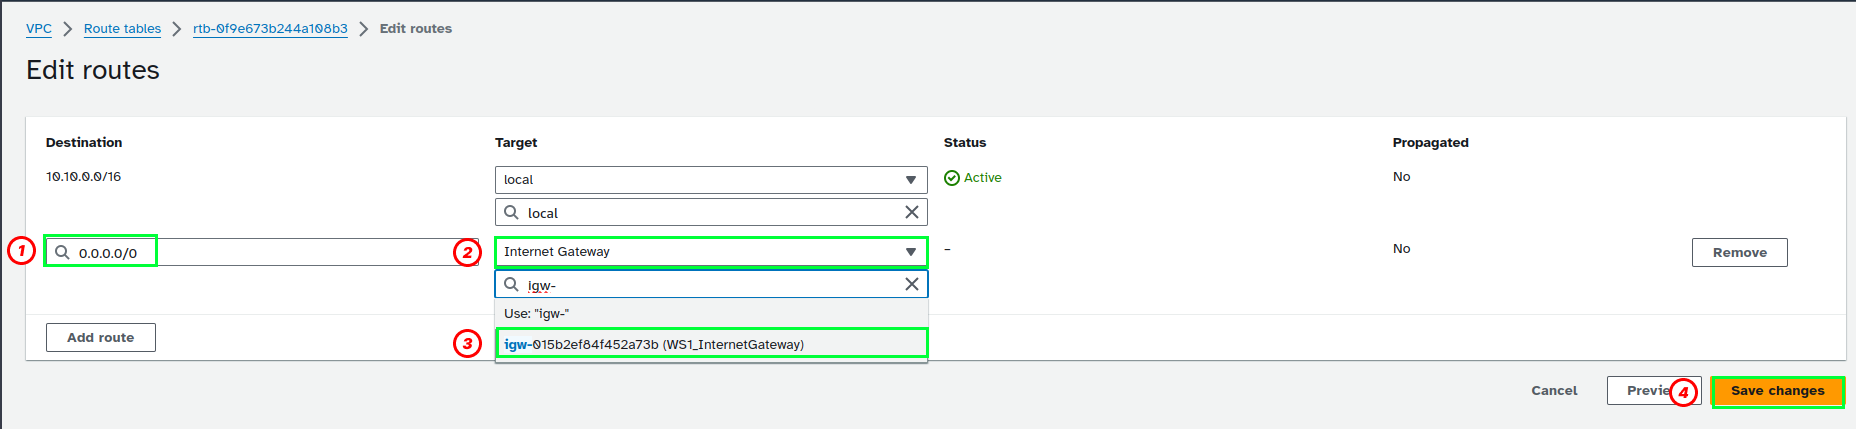 VPC > Route tables > rtb-0f9e673b244a108b3 > Edit routes
Edit routes
Destination Target Status Propagated
10.10.0.0/16 local Active No
local
1 0.0.0.0/0 2 Internet Gateway – No Remove
igw-
Use: "igw-"
Add route 3 igw-015b2ef84f452a73b (WS1_InternetGateway)
Cancel Previe 4 Save changes